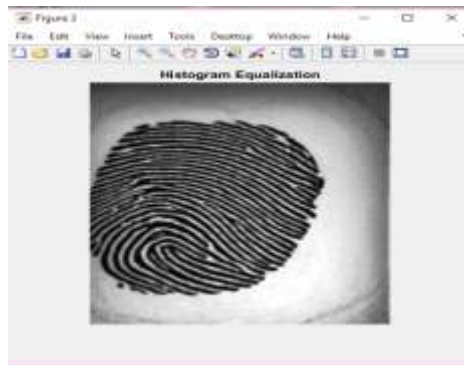 Figure 3
File Edit View Insert Tools Desktop Window Help
Histogram Equalization